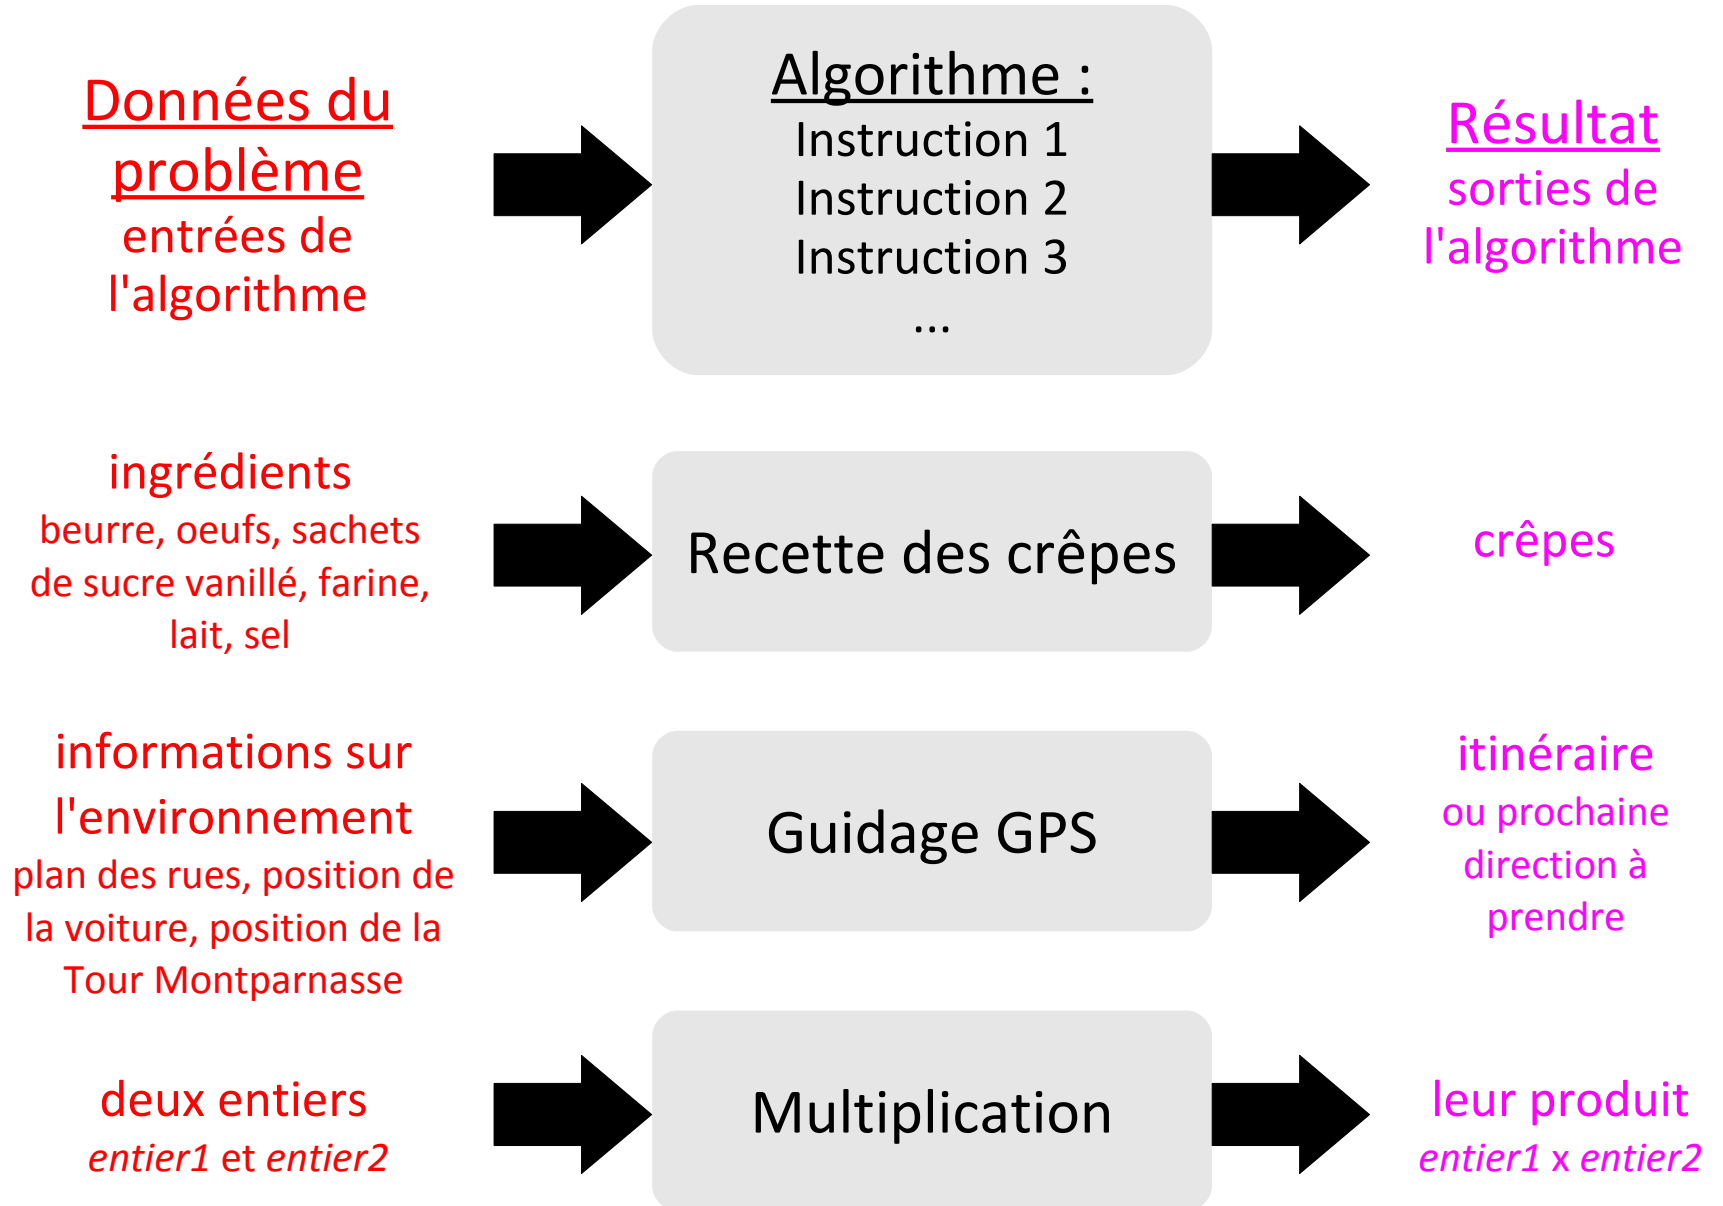 Données du
problème
entrées de
l'algorithme
Algorithme :
Instruction 1
Instruction 2
Instruction 3
...
Résultat
sorties de
l'algorithme
ingrédients
beurre, oeufs, sachets
de sucre vanillé, farine,
lait, sel
Recette des crêpes
crêpes
informations sur
l'environnement
plan des rues, position de
la voiture, position de la
Tour Montparnasse
Guidage GPS
itinéraire
ou prochaine
direction à
prendre
deux entiers
entier1 et entier2
Multiplication
leur produit
entier1 x entier2